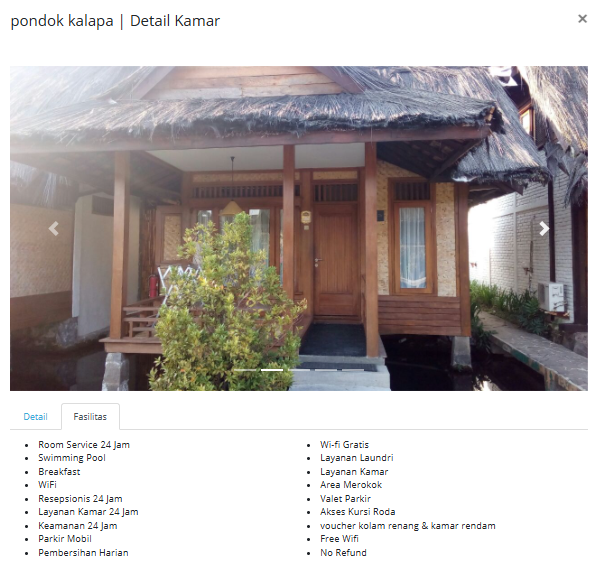 pondok kalapa | Detail Kamar
×
Detail
Fasilitas
Room Service 24 Jam
Swimming Pool
Breakfast
WiFi
Resepsionis 24 Jam
Layanan Kamar 24 Jam
Keamanan 24 Jam
Parkir Mobil
Pembersihan Harian
Wi-fi Gratis
Layanan Laundri
Layanan Kamar
Area Merokok
Valet Parkir
Akses Kursi Roda
voucher kolam renang & kamar rendam
Free Wifi
No Refund